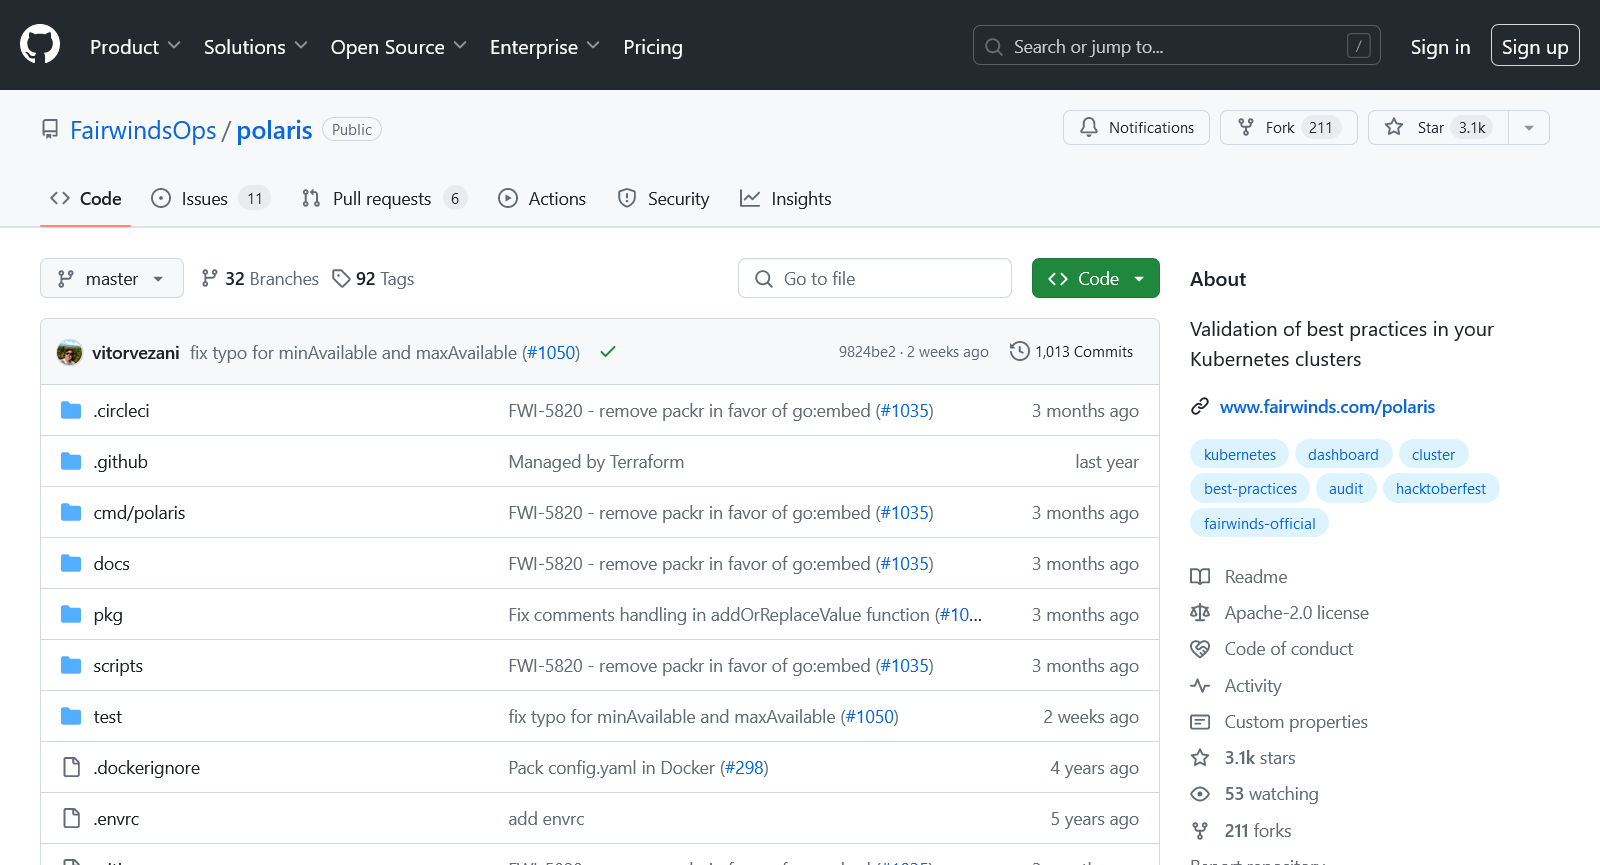 Product Solutions Open Source Enterprise Pricing Search or jump to... / Sign in Sign up
FairwindsOps / polaris Public Notifications Fork 211 Star 3.1k
Code Issues 11 Pull requests 6 Actions Security Insights
master 32 Branches 92 Tags Go to file Code
vitorvezani fix typo for minAvailable and maxAvailable (#1050) 9824be2 · 2 weeks ago 1,013 Commits
.circleci FWI-5820 - remove packr in favor of go:embed (#1035) 3 months ago
.github Managed by Terraform last year
cmd/polaris FWI-5820 - remove packr in favor of go:embed (#1035) 3 months ago
docs FWI-5820 - remove packr in favor of go:embed (#1035) 3 months ago
pkg Fix comments handling in addOrReplaceValue function (#10... 3 months ago
scripts FWI-5820 - remove packr in favor of go:embed (#1035) 3 months ago
test fix typo for minAvailable and maxAvailable (#1050) 2 weeks ago
.dockerignore Pack config.yaml in Docker (#298) 4 years ago
.envrc add envrc 5 years ago
About
Validation of best practices in your
Kubernetes clusters
www.fairwinds.com/polaris
kubernetes dashboard cluster
best-practices audit hacktoberfest
fairwinds-official
Readme
Apache-2.0 license
Code of conduct
Activity
Custom properties
3.1k stars
53 watching
211 forks